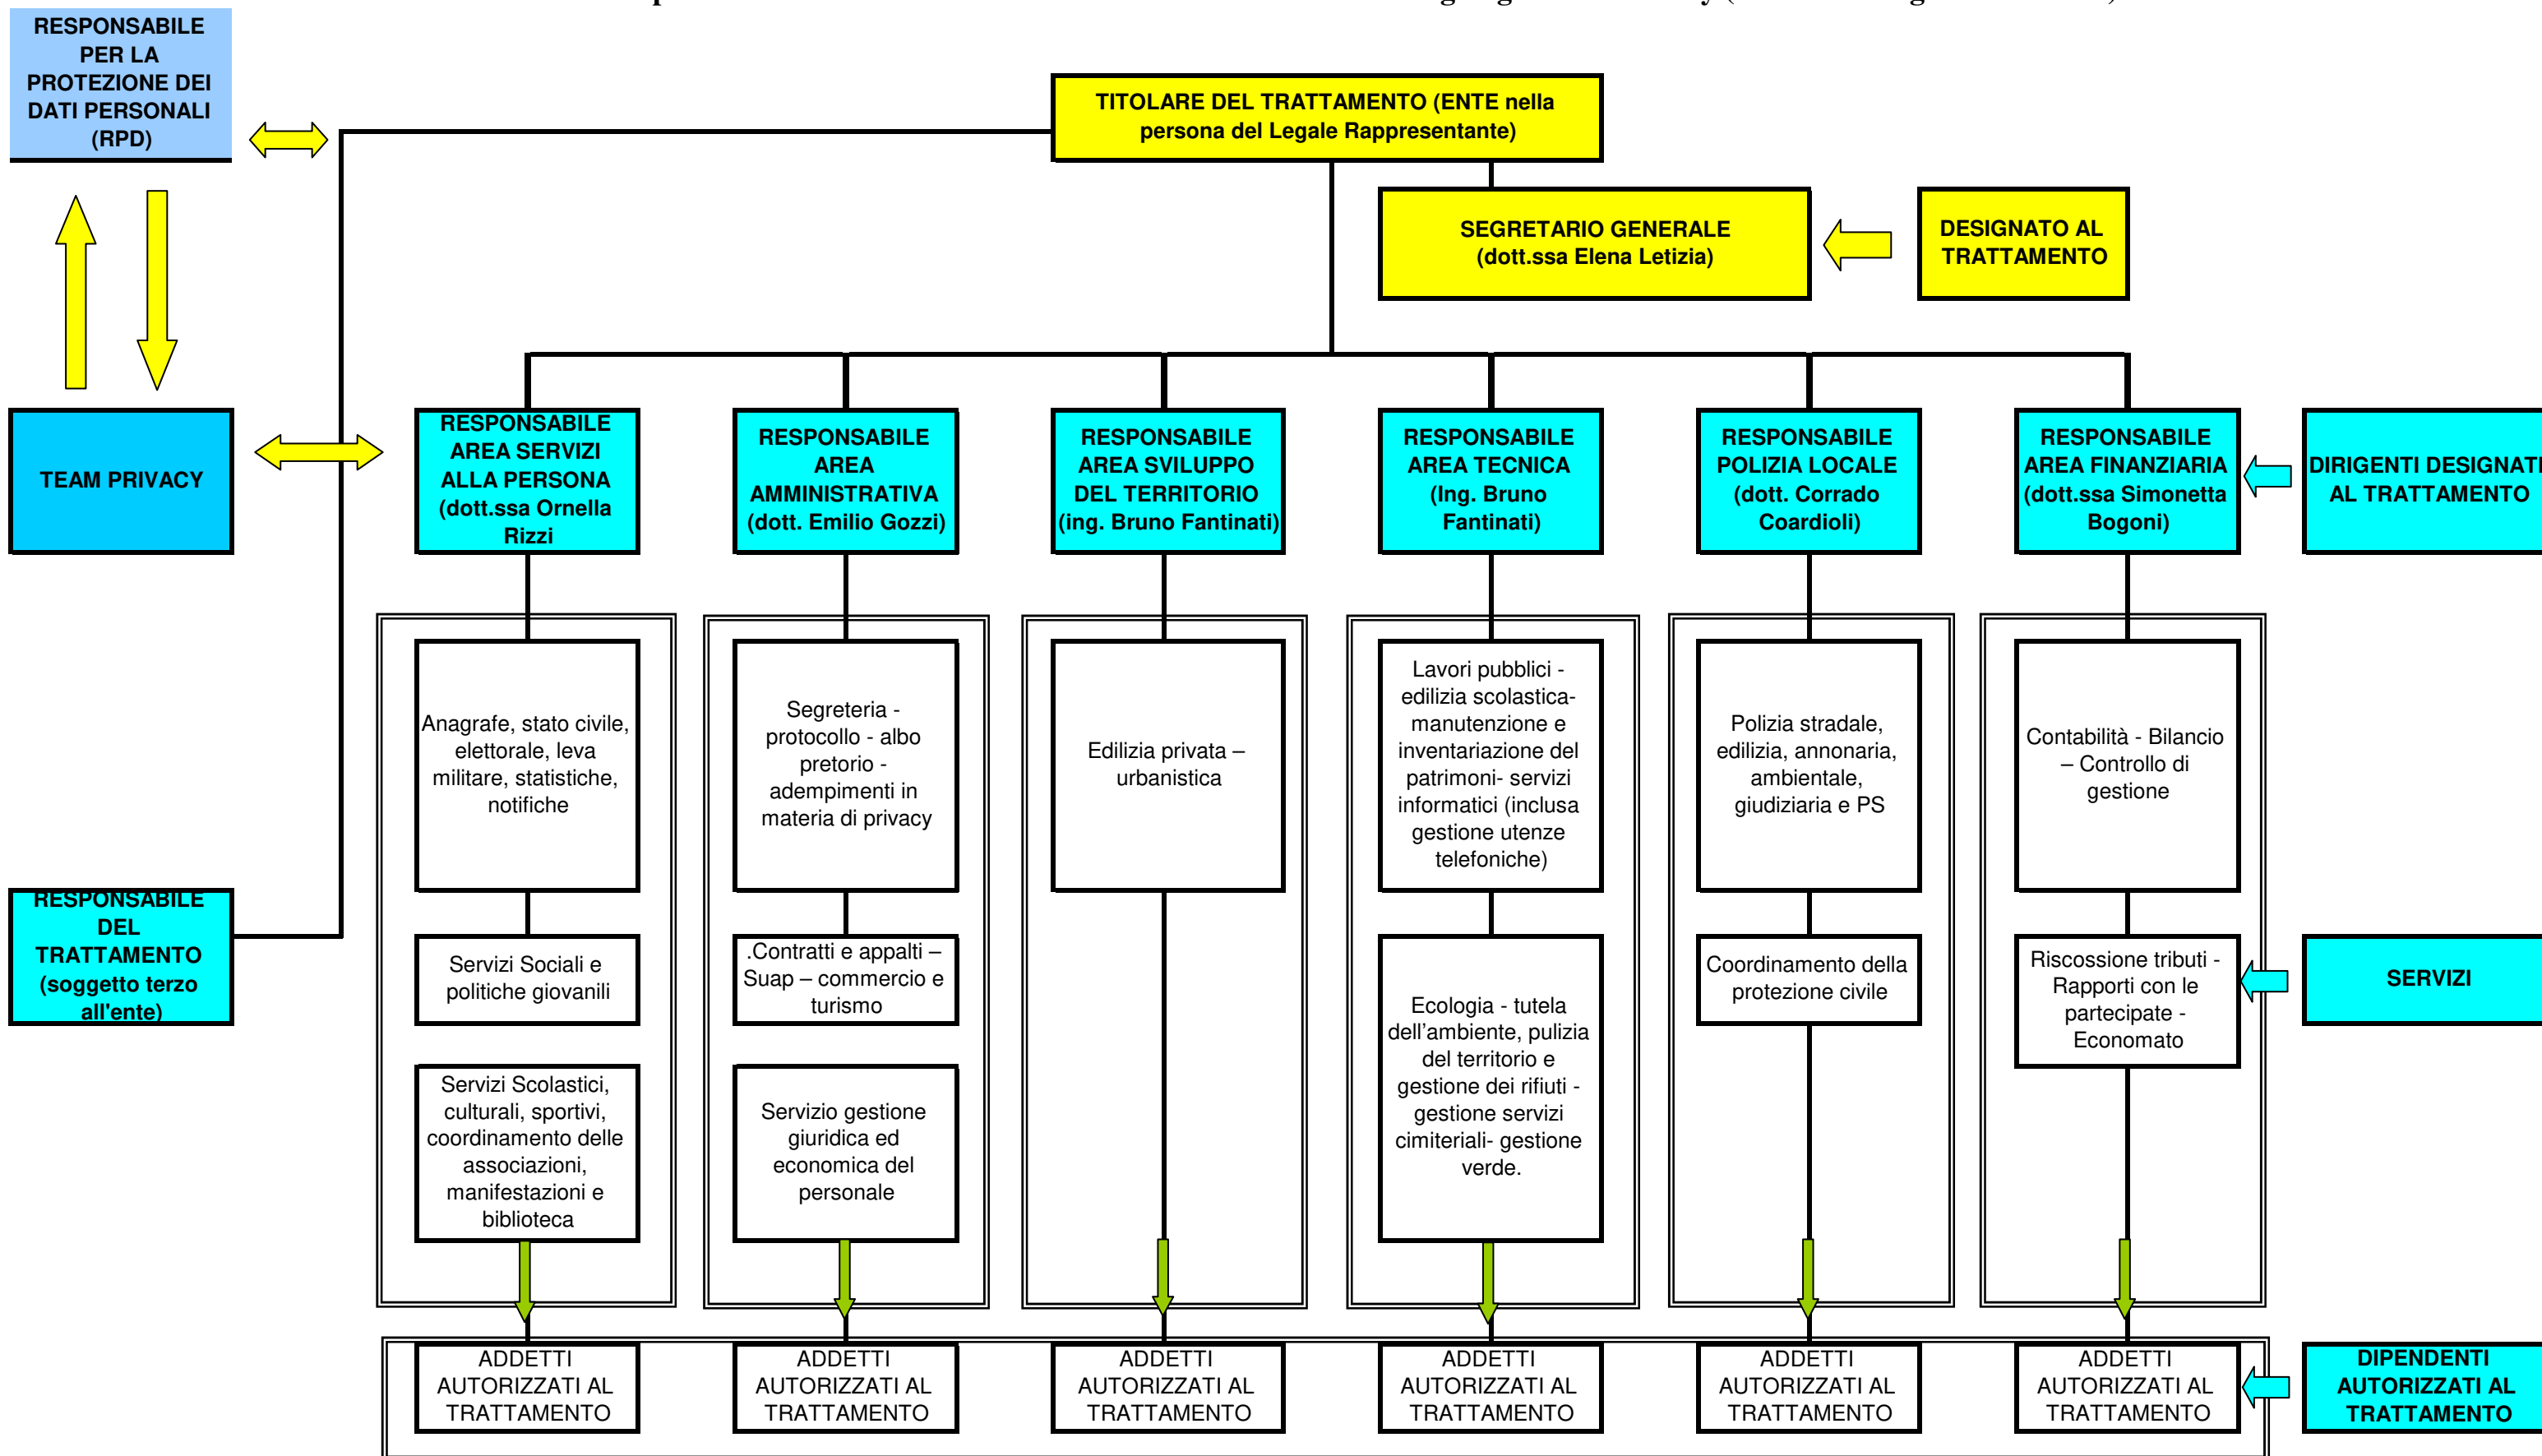 RESPONSABILE
PER LA
PROTEZIONE DEI
DATI PERSONALI
(RPD)
TITOLARE DEL TRATTAMENTO (ENTE nella
persona del Legale Rappresentante)
SEGRETARIO GENERALE
(dott.ssa Elena Letizia)
DESIGNATO AL
TRATTAMENTO
TEAM PRIVACY
RESPONSABILE
AREA SERVIZI
ALLA PERSONA
(dott.ssa Ornella
Rizzi
RESPONSABILE
AREA
AMMINISTRATIVA
(dott. Emilio Gozzi)
RESPONSABILE
AREA SVILUPPO
DEL TERRITORIO
(ing. Bruno Fantinati)
RESPONSABILE
AREA TECNICA
(Ing. Bruno
Fantinati)
RESPONSABILE
POLIZIA LOCALE
(dott. Corrado
Coardioli)
RESPONSABILE
AREA FINANZIARIA
(dott.ssa Simonetta
Bogoni)
DIRIGENTI DESIGNATI
AL TRATTAMENTO
Anagrafe, stato civile,
elettorale, leva
militare, statistiche,
notifiche
Segreteria -
protocollo - albo
pretorio -
adempimenti in
materia di privacy
Edilizia privata –
urbanistica
Lavori pubblici -
edilizia scolastica-
manutenzione e
inventariazione del
patrimoni- servizi
informatici (inclusa
gestione utenze
telefoniche)
Polizia stradale,
edilizia, annonaria,
ambientale,
giudiziaria e PS
Contabilità - Bilancio
– Controllo di
gestione
RESPONSABILE
DEL
TRATTAMENTO
(soggetto terzo
all'ente)
Servizi Sociali e
politiche giovanili
.Contratti e appalti –
Suap – commercio e
turismo
Ecologia - tutela
dell'ambiente, pulizia
del territorio e
gestione dei rifiuti -
gestione servizi
cimiteriali- gestione
verde.
Coordinamento della
protezione civile
Riscossione tributi -
Rapporti con le
partecipate -
Economato
SERVIZI
Servizi Scolastici,
culturali, sportivi,
coordinamento delle
associazioni,
manifestazioni e
biblioteca
Servizio gestione
giuridica ed
economica del
personale
ADDETTI
AUTORIZZATI AL
TRATTAMENTO
ADDETTI
AUTORIZZATI AL
TRATTAMENTO
ADDETTI
AUTORIZZATI AL
TRATTAMENTO
ADDETTI
AUTORIZZATI AL
TRATTAMENTO
ADDETTI
AUTORIZZATI AL
TRATTAMENTO
ADDETTI
AUTORIZZATI AL
TRATTAMENTO
DIPENDENTI
AUTORIZZATI AL
TRATTAMENTO